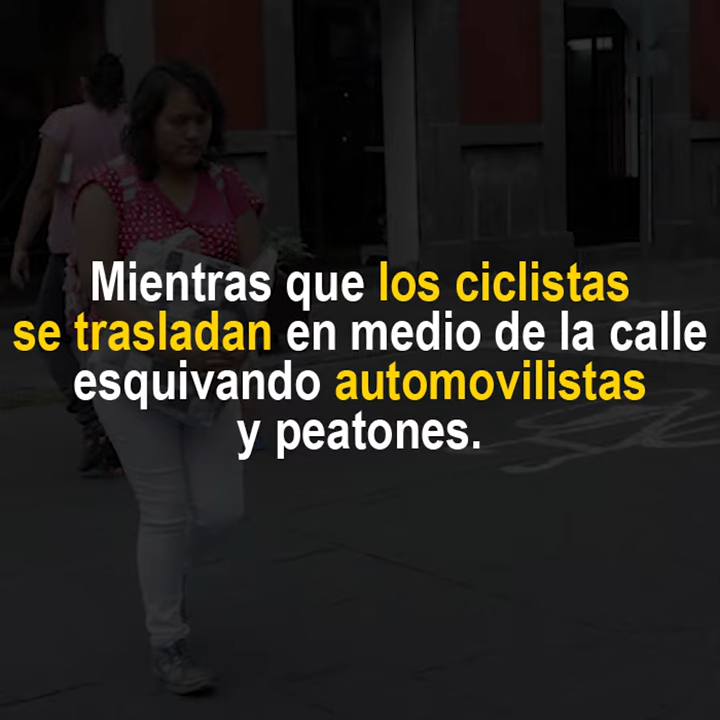 Mientras que los ciclistas
se trasladan en medio de la calle
esquivando automovilistas
y peatones.